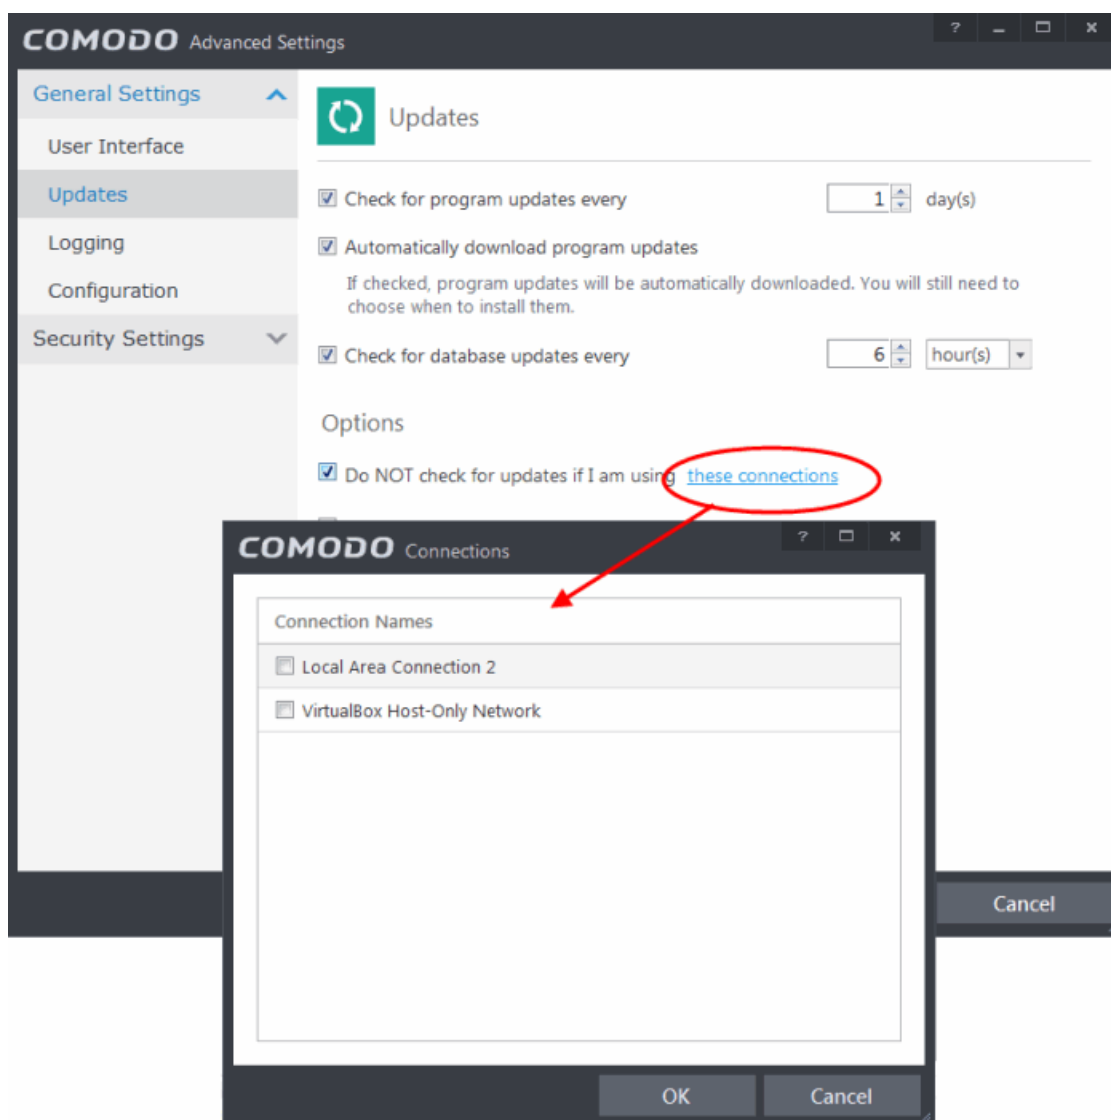 COMODO Advanced Settings
General Settings
User Interface
Updates
Logging
Configuration
Security Settings
Updates
Check for program updates every 1 day(s)
Automatically download program updates
If checked, program updates will be automatically downloaded. You will still need to
choose when to install them.
Check for database updates every 6 hour(s)
Options
Do NOT check for updates if I am using these connections
COMODO Connections
Connection Names
Local Area Connection 2
VirtualBox Host-Only Network
OK Cancel
Cancel